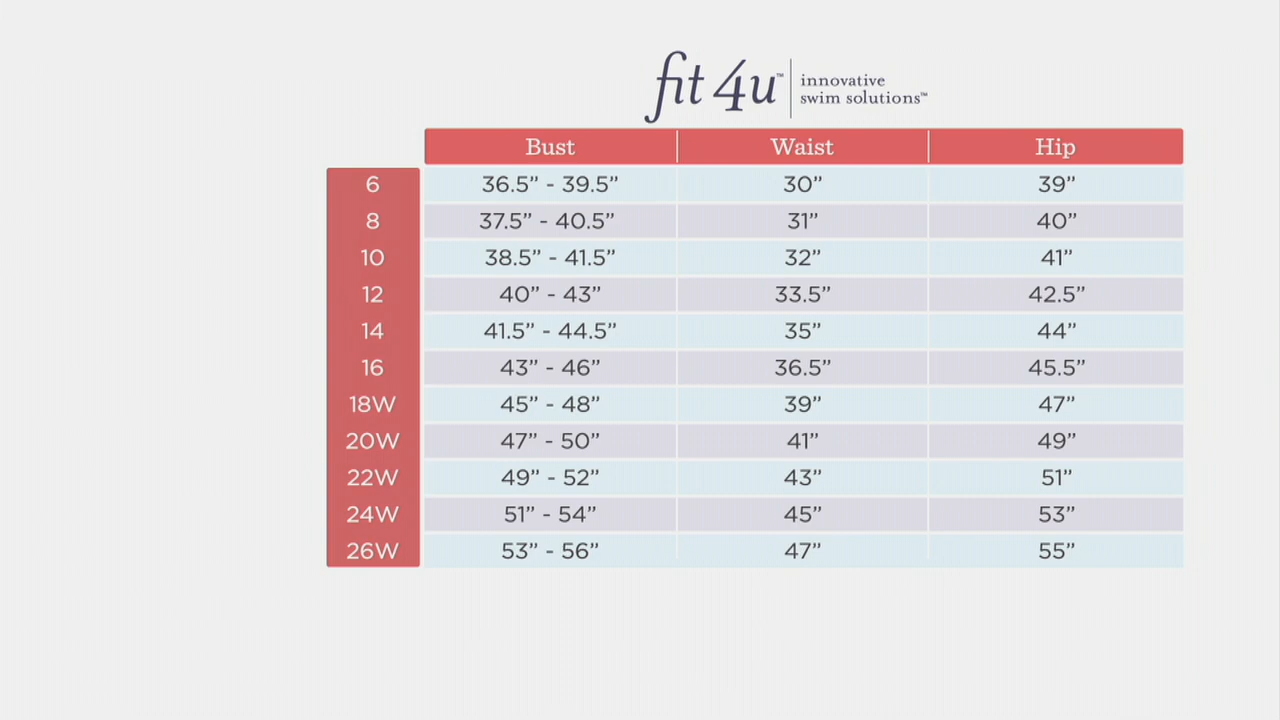 fit 4u™ innovative
swim solutions™
Bust Waist Hip
6 36.5” - 39.5” 30” 39”
8 37.5” - 40.5” 31” 40”
10 38.5” - 41.5” 32” 41”
12 40” - 43” 33.5” 42.5”
14 41.5” - 44.5” 35” 44”
16 43” - 46” 36.5” 45.5”
18W 45” - 48” 39” 47”
20W 47” - 50” 41” 49”
22W 49” - 52” 43” 51”
24W 51” - 54” 45” 53”
26W 53” - 56” 47” 55”